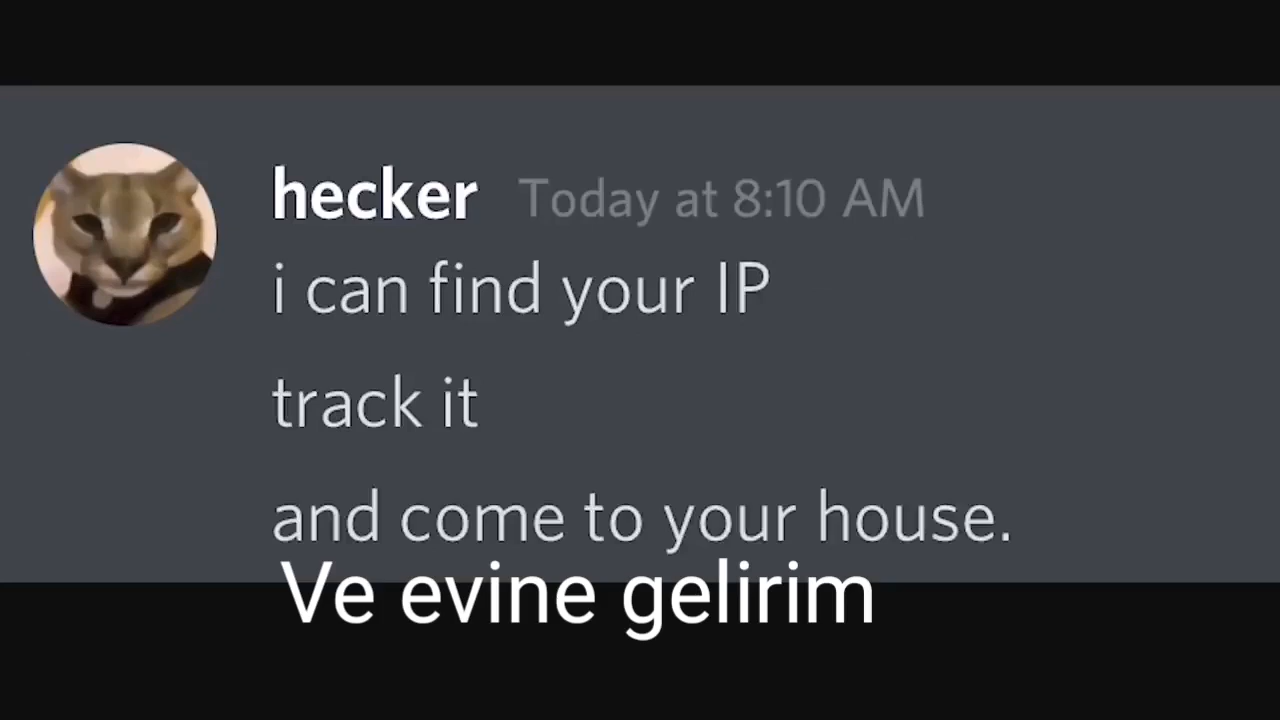 hecker Today at 8:10 AM
i can find your IP
track it
and come to your house.
Ve evine gelirim